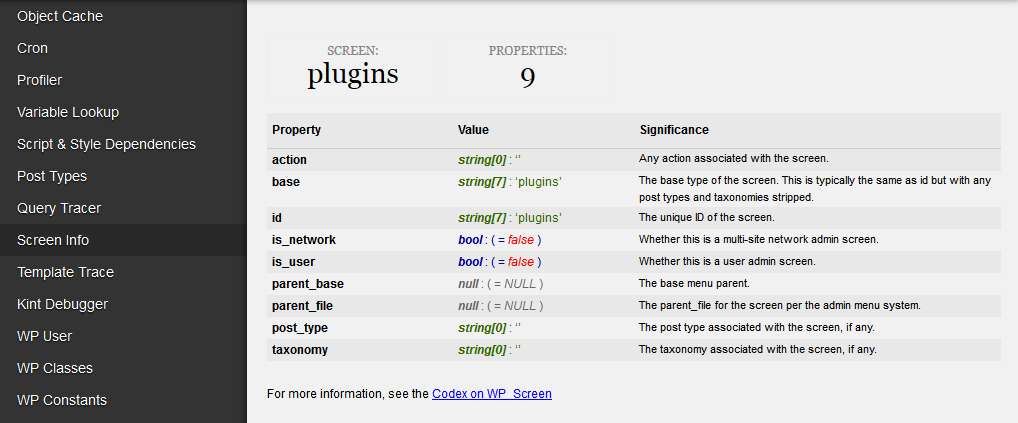 Object Cache
Cron
Profiler
Variable Lookup
Script & Style Dependencies
Post Types
Query Tracer
Screen Info
Template Trace
Kint Debugger
WP User
WP Classes
WP Constants
SCREEN:
plugins
PROPERTIES:
9
Property Value Significance
action string[0] : '' Any action associated with the screen.
base string[7] : 'plugins' The base type of the screen. This is typically the same as id but with any
post types and taxonomies stripped.
id string[7] : 'plugins' The unique ID of the screen.
is_network bool : ( = false ) Whether this is a multi-site network admin screen.
is_user bool : ( = false ) Whether this is a user admin screen.
parent_base null : ( = NULL ) The base menu parent.
parent_file null : ( = NULL ) The parent_file for the screen per the admin menu system.
post_type string[0] : '' The post type associated with the screen, if any.
taxonomy string[0] : '' The taxonomy associated with the screen, if any.
For more information, see the Codex on WP_Screen